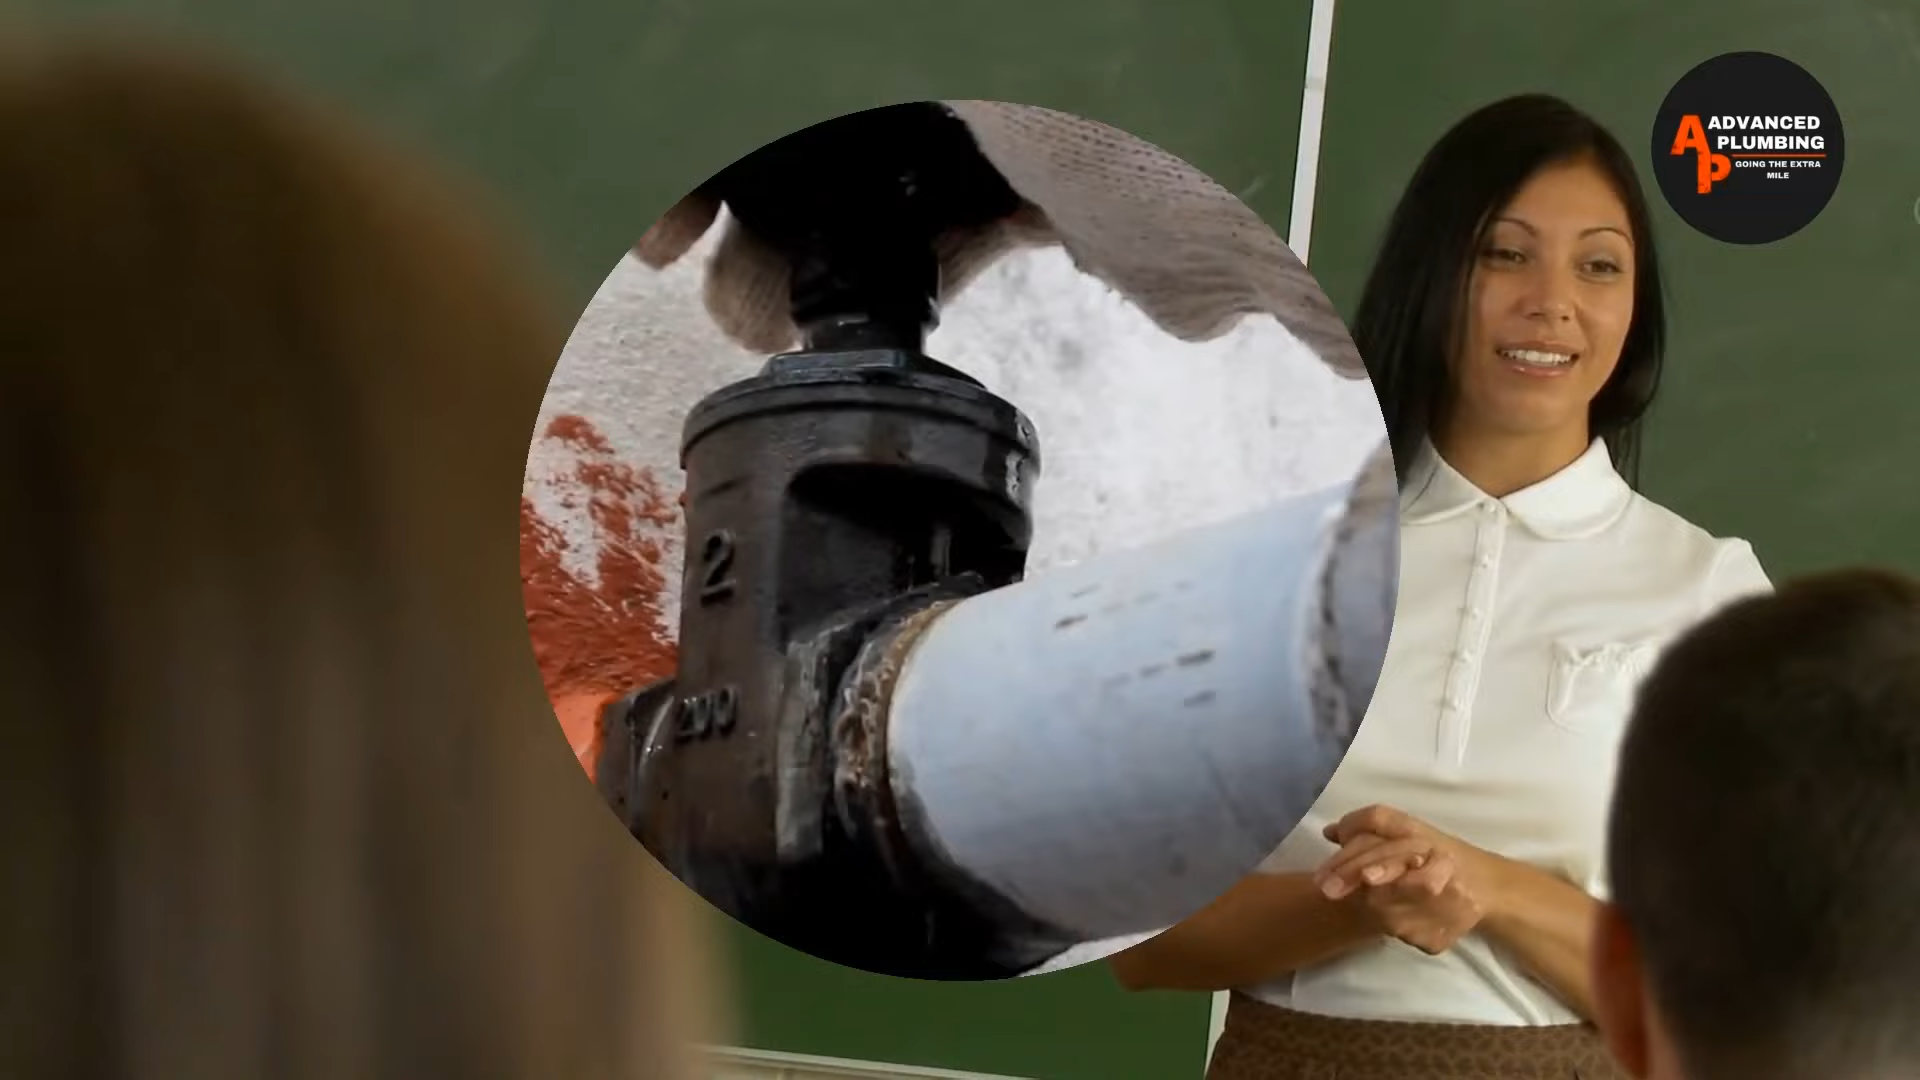 ADVANCED
PLUMBING
GOING THE EXTRA
MILE
AP
2
200